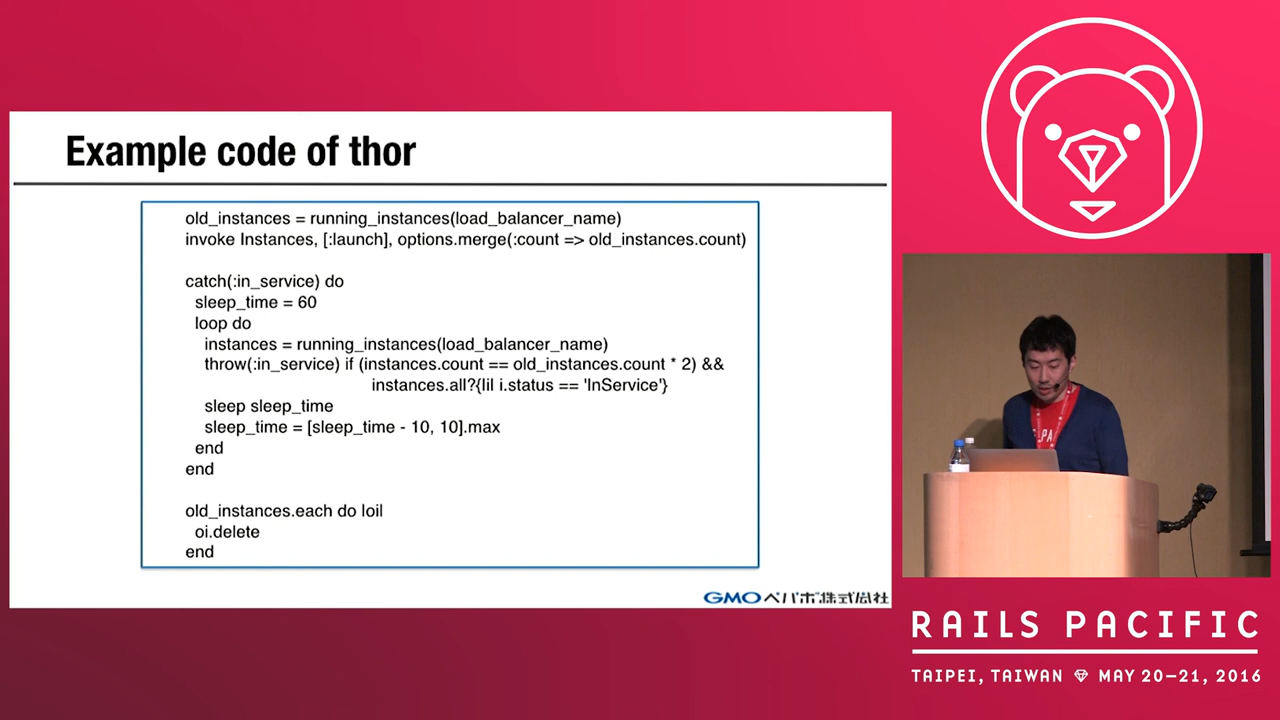 Example code of thor
old_instances = running_instances(load_balancer_name)
invoke Instances, [:launch], options.merge(:count => old_instances.count)
catch(:in_service) do
sleep_time = 60
loop do
instances = running_instances(load_balancer_name)
throw(:in_service) if (instances.count == old_instances.count * 2) &&
instances.all?{|i| i.status == 'InService'}
sleep sleep_time
sleep_time = [sleep_time - 10, 10].max
end
end
old_instances.each do |oi|
oi.delete
end
GMOペパボ株式会社
RAILS PACIFIC
TAIPEI, TAIWAN MAY 20–21, 2016